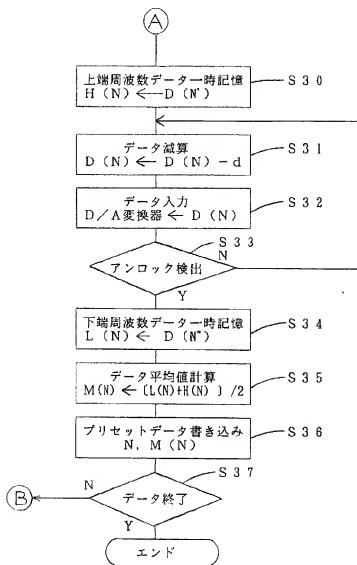 A
上端周波数データ一時記憶
H(N)←D(N')
S30
データ減算
D(N)←D(N)-d
S31
データ入力
D/A変換器←D(N)
S32
アンロック検出
S33
N
Y
下端周波数データ一時記憶
L(N)←D(N")
S34
データ平均値計算
M(N)←〔L(N)+H(N)〕/2
S35
プリセットデータ書き込み
N,M(N)
S36
データ終了
S37
N
B
Y
エンド